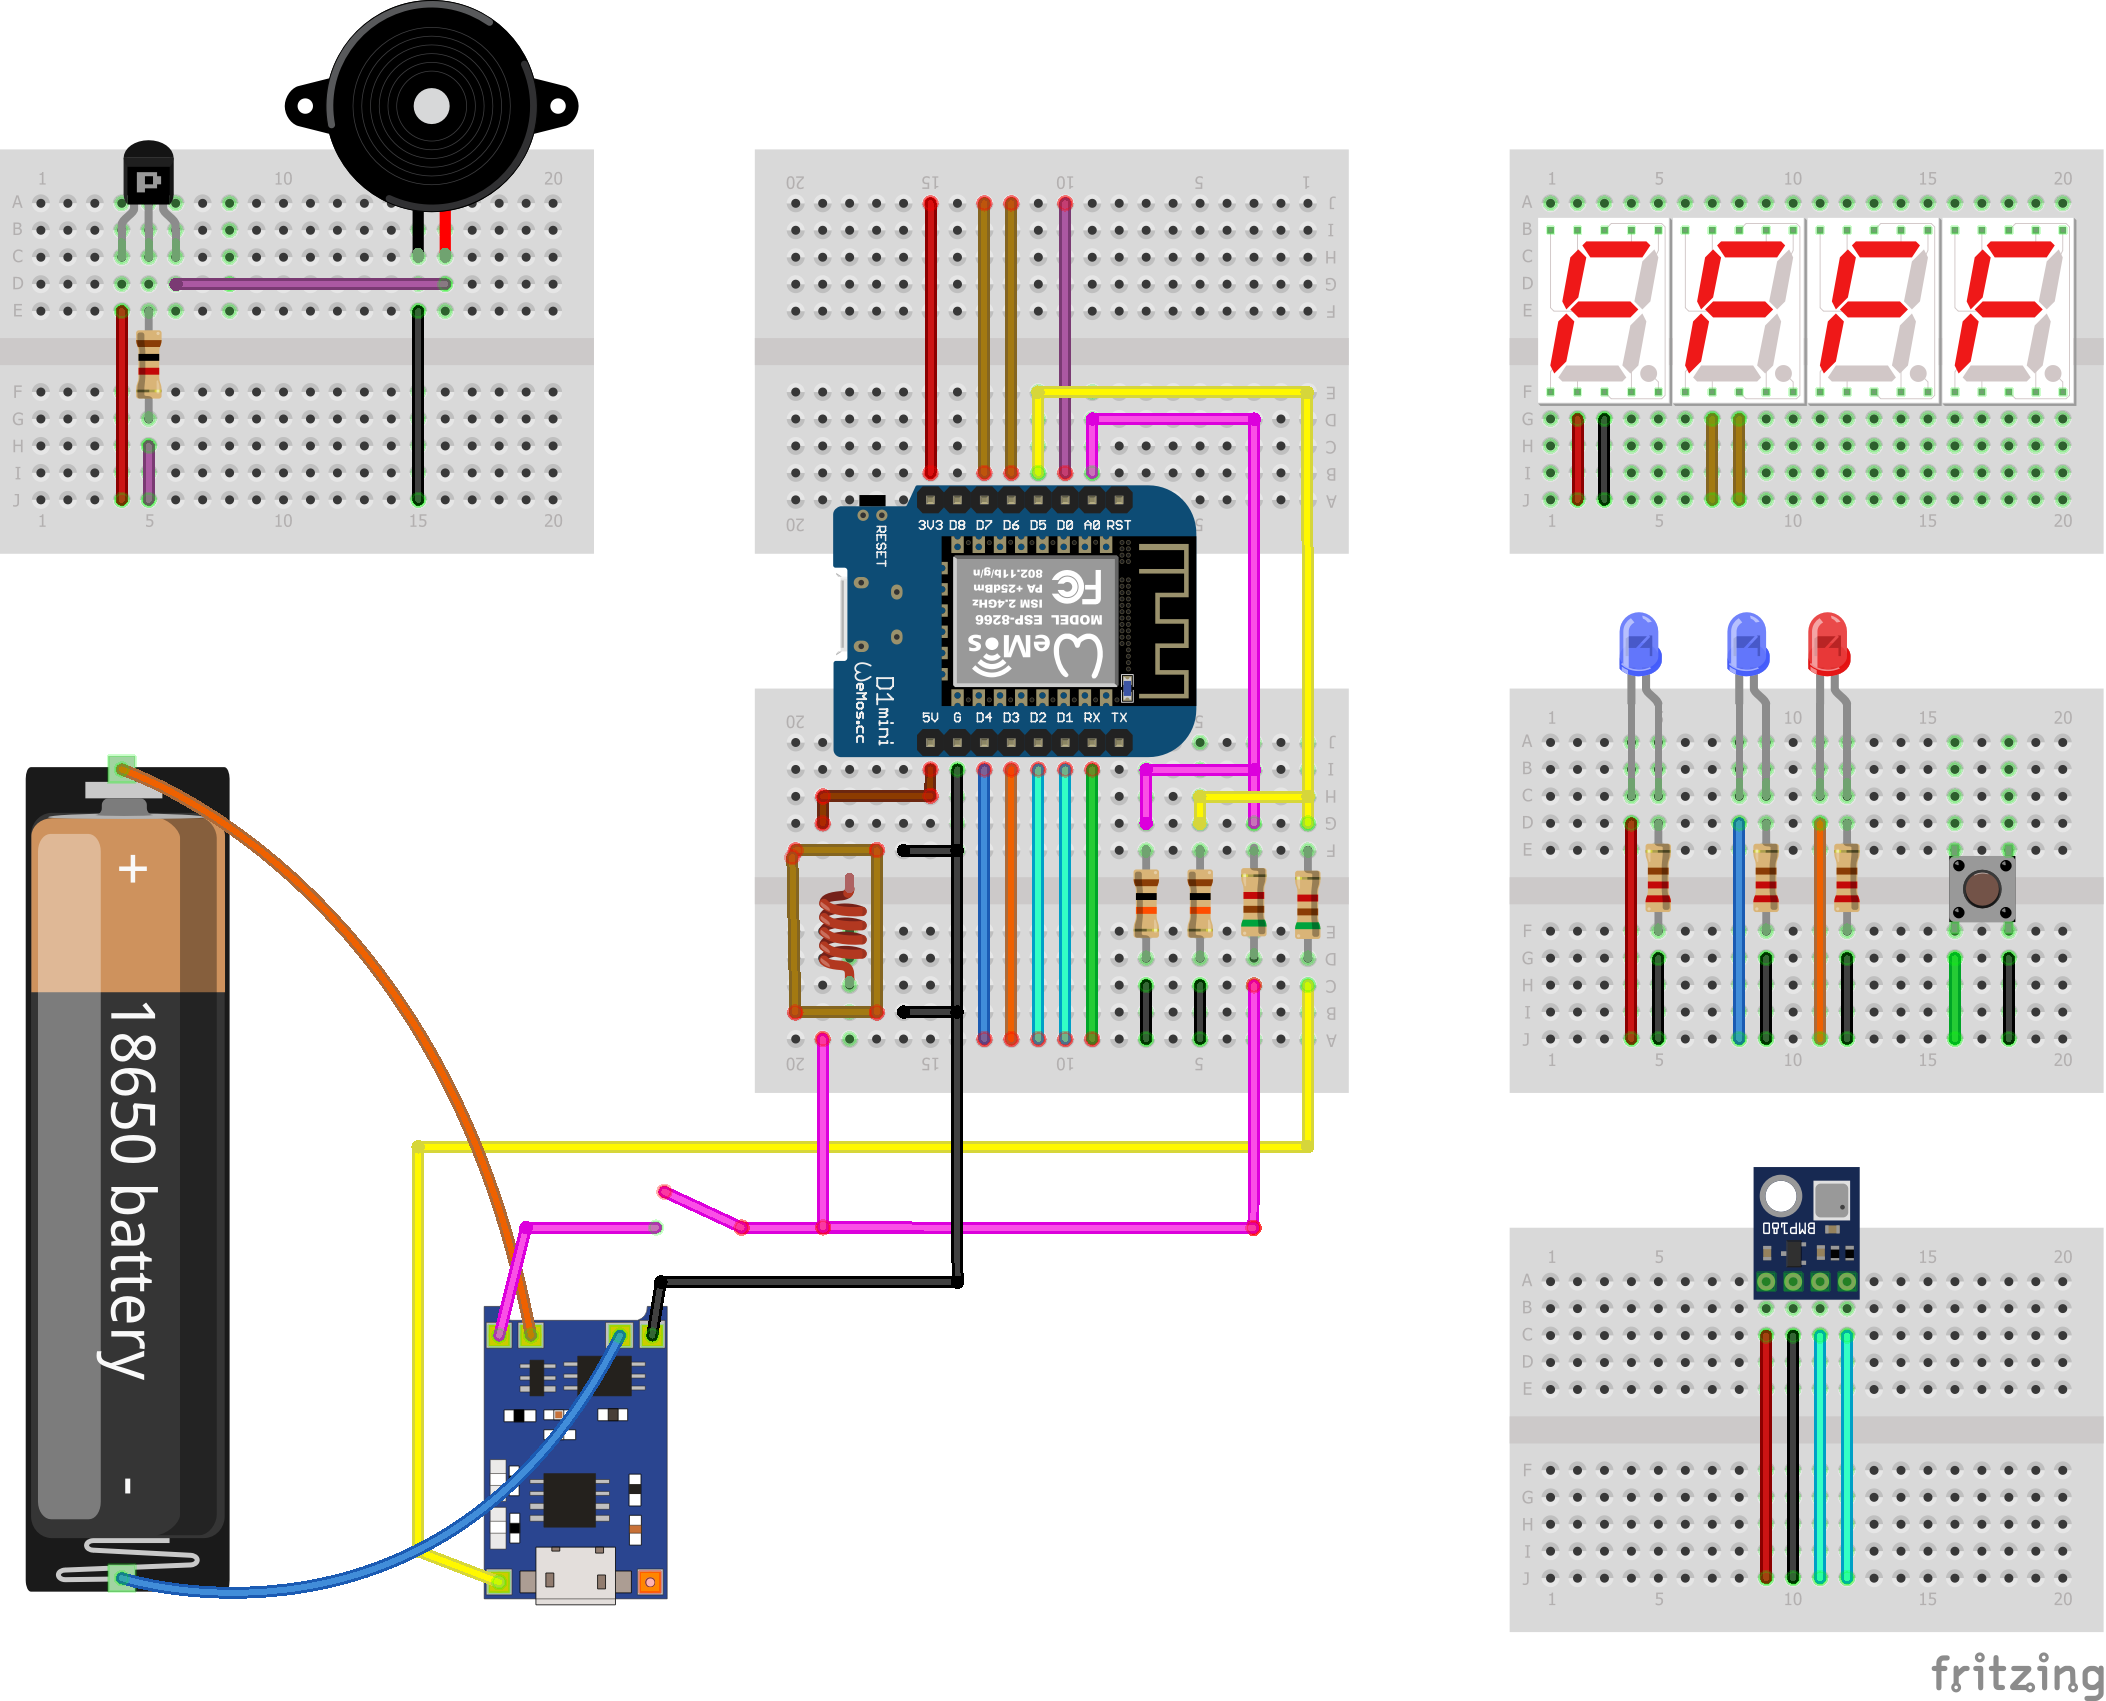 P
1 10 20
A
B
C
D
E
F
G
H
I
J
1 5 10 15 20
20 15 10 5 1
J
I
H
G
F
E
D
C
B
A
20 5
3V3 D8 D7 D6 D5 D0 A0 RST
RESET
802.11b/g/n
PA +25dBm
ISM 2.4GHz
FC
MODEL ESP-8266
WeMos
D1 mini
WeMos.cc
5V G D4 D3 D2 D1 RX TX
20 5
J
I
H
G
F
E
D
C
B
A
20 15 10 5
1 5 10 15 20
A
B
C
D
E
F
G
H
I
J
1 5 10 15 20
1 5 10 15 20
A
B
C
D
E
F
G
H
I
J
1 5 10 15 20
+
18650 battery
-
BMP180
1 5 10 15 20
A
B
C
D
E
F
G
H
I
J
1 5 10 15 20
fritzing